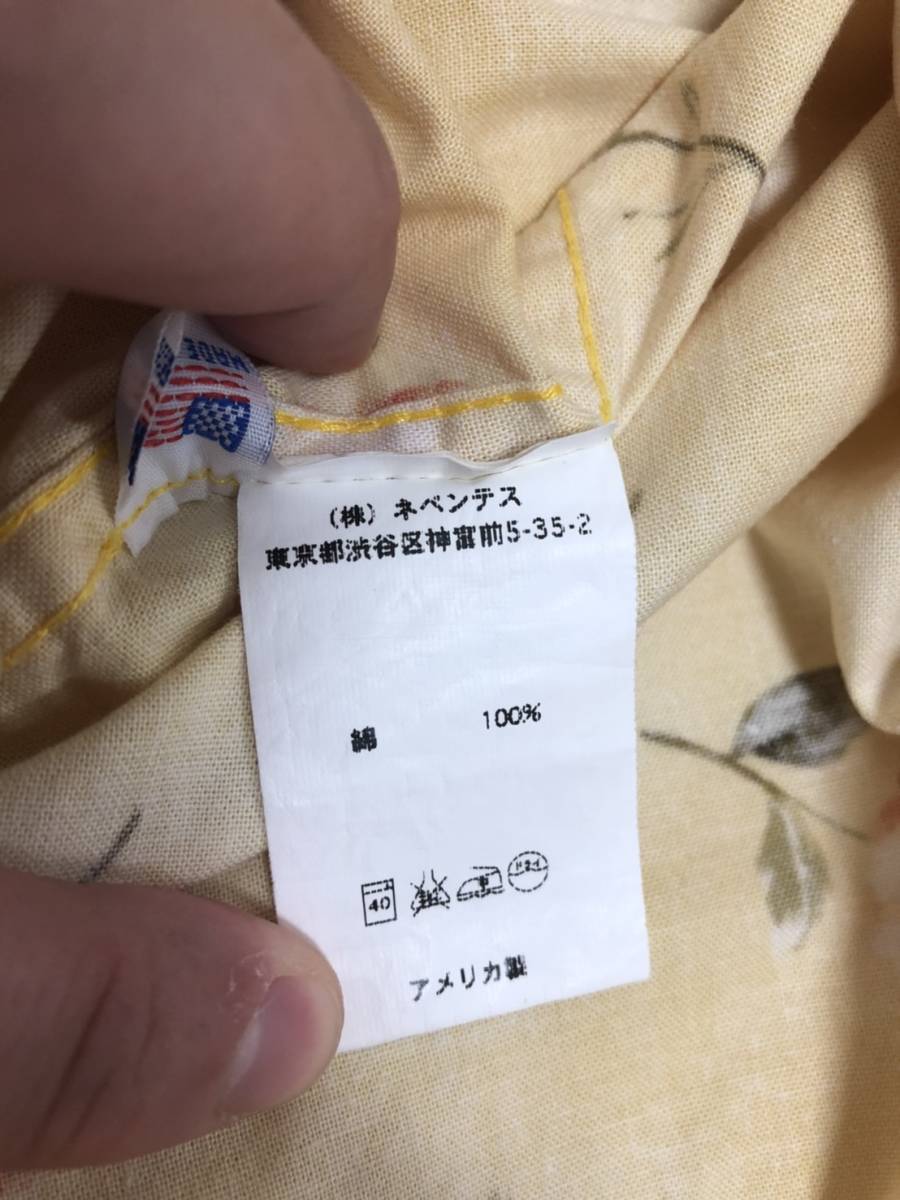 (株) ネペンテス
東京都渋谷区神宮前5-35-2
綿 100%
40 中 ドライ
アメリカ製